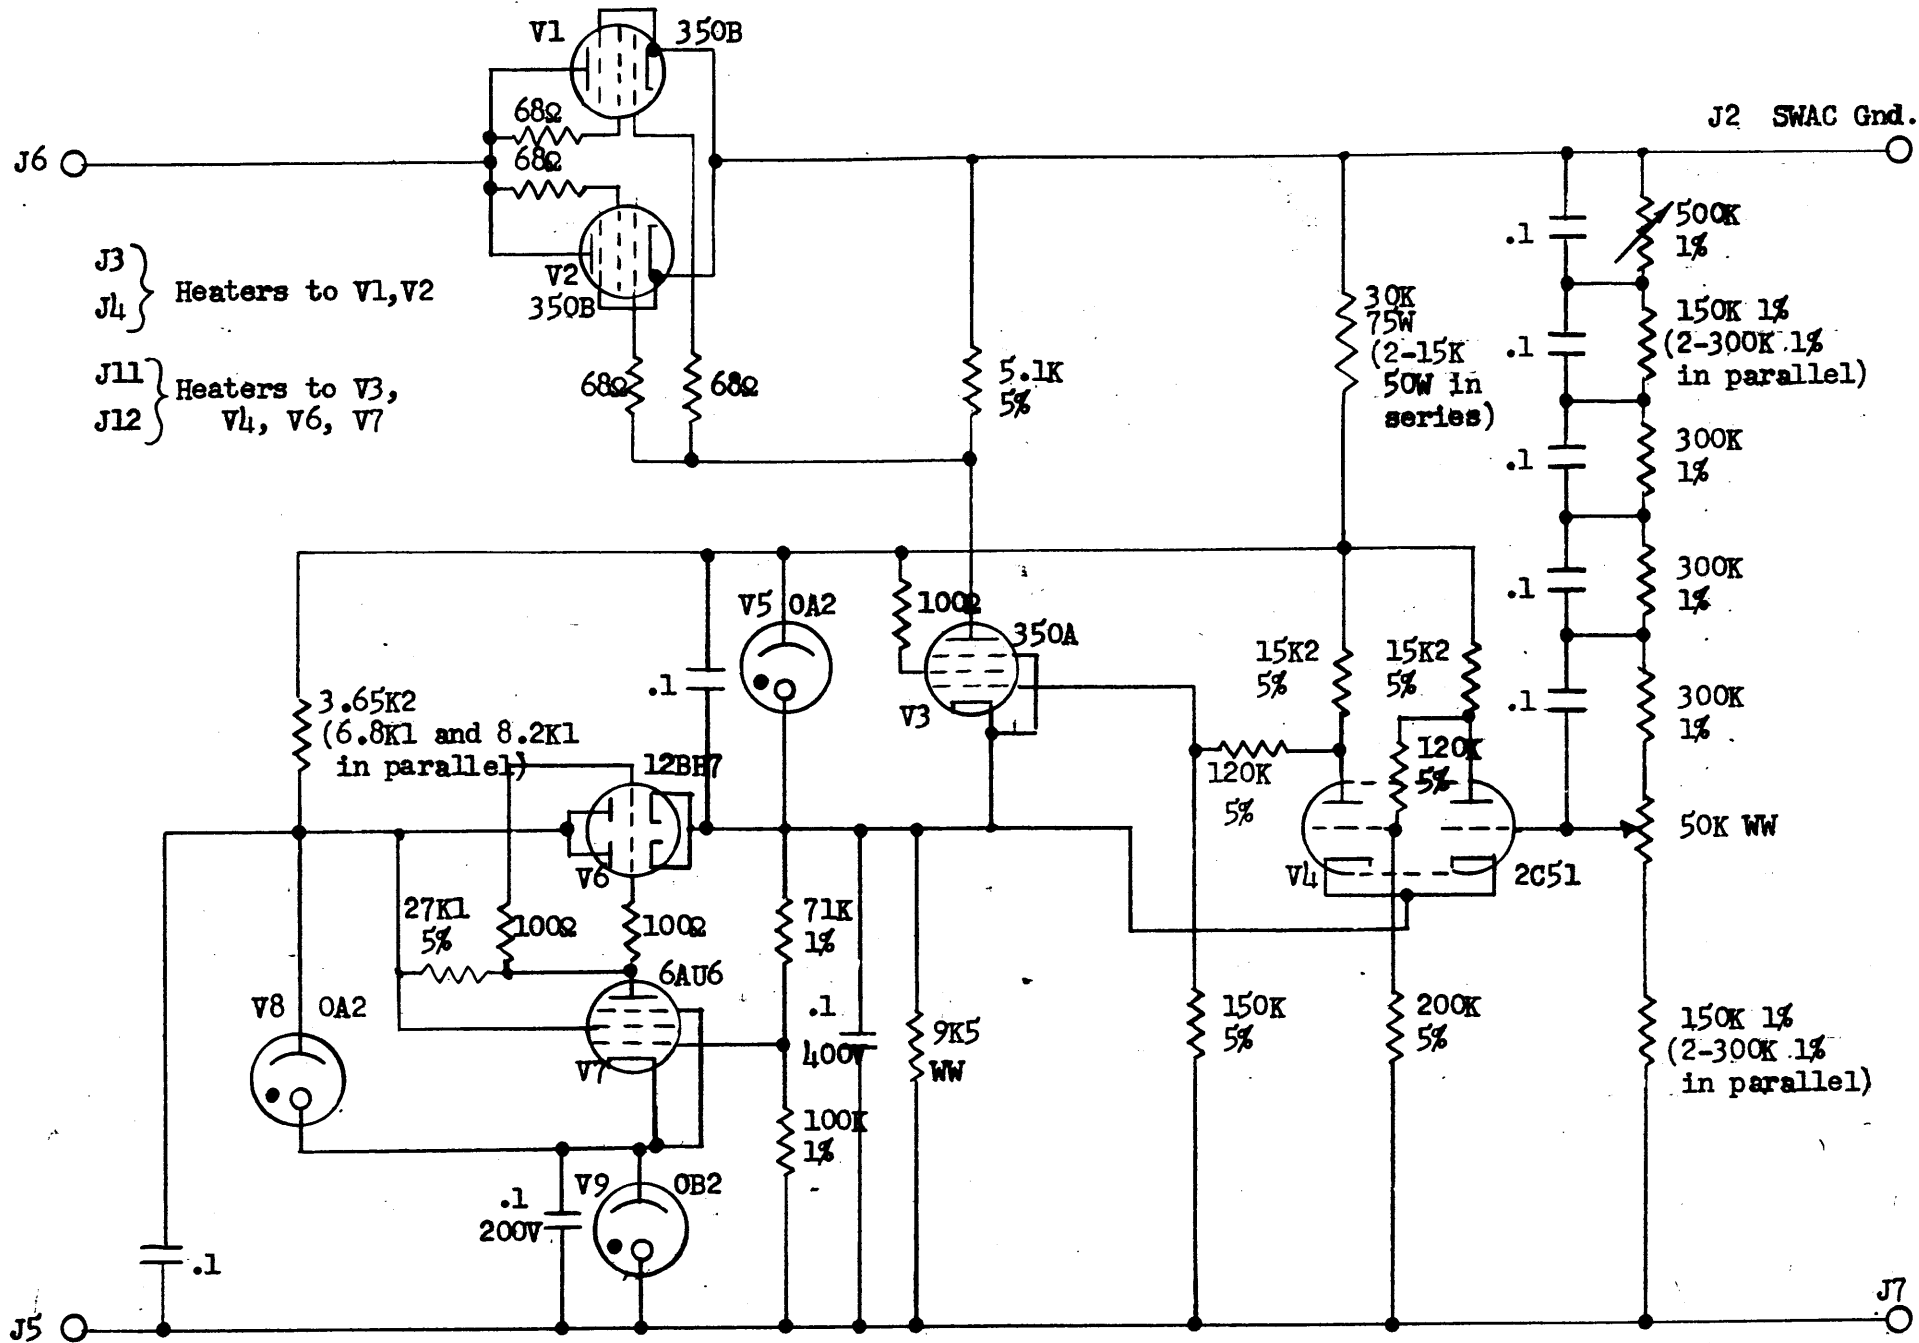 V1
350B
68Ω
J2 SWAC Gnd.
J6
68Ω
V2
350B
J3
J4
Heaters to V1,V2
J11
J12
Heaters to V3,
V4, V6, V7
68Ω
68Ω
5.1K
5%
30K
75W
(2-15K
50W in
series)
.1
500K
1%
.1
150K 1%
(2-300K 1%
in parallel)
.1
300K
1%
.1
300K
1%
.1
300K
1%
V5 OA2
100Ω
350A
V3
.1
3.65K2
(6.8K1 and 8.2K1
in parallel)
12BH7
V6
15K2
5%
15K2
5%
120K
5%
120K
5%
V4
2C51
50K WW
27K1
5%
100Ω
100Ω
71K
1%
6AU6
V7
V8 OA2
.1
400V
9K5
WW
150K
5%
200K
5%
150K 1%
(2-300K 1%
in parallel)
100K
1%
V9
OB2
.1
200V
.1
J5
J7